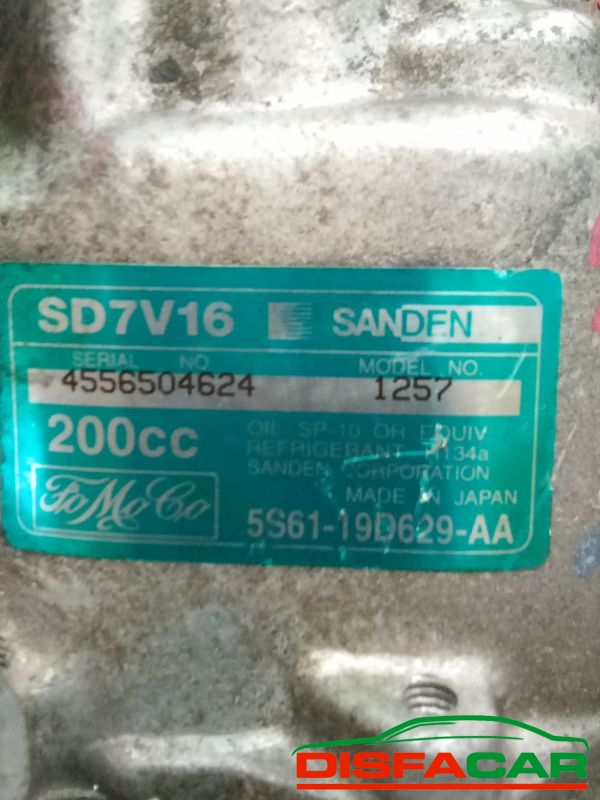 SD7V16 SANDEN
SERIAL NO MODEL NO.
4556504624 1257
200cc OIL SP-10 OR EQUIV
REFRIGERANT R134a
SANDEN CORPORATION
MADE IN JAPAN
FoMoCo 5S61-19D629-AA
DISFACAR